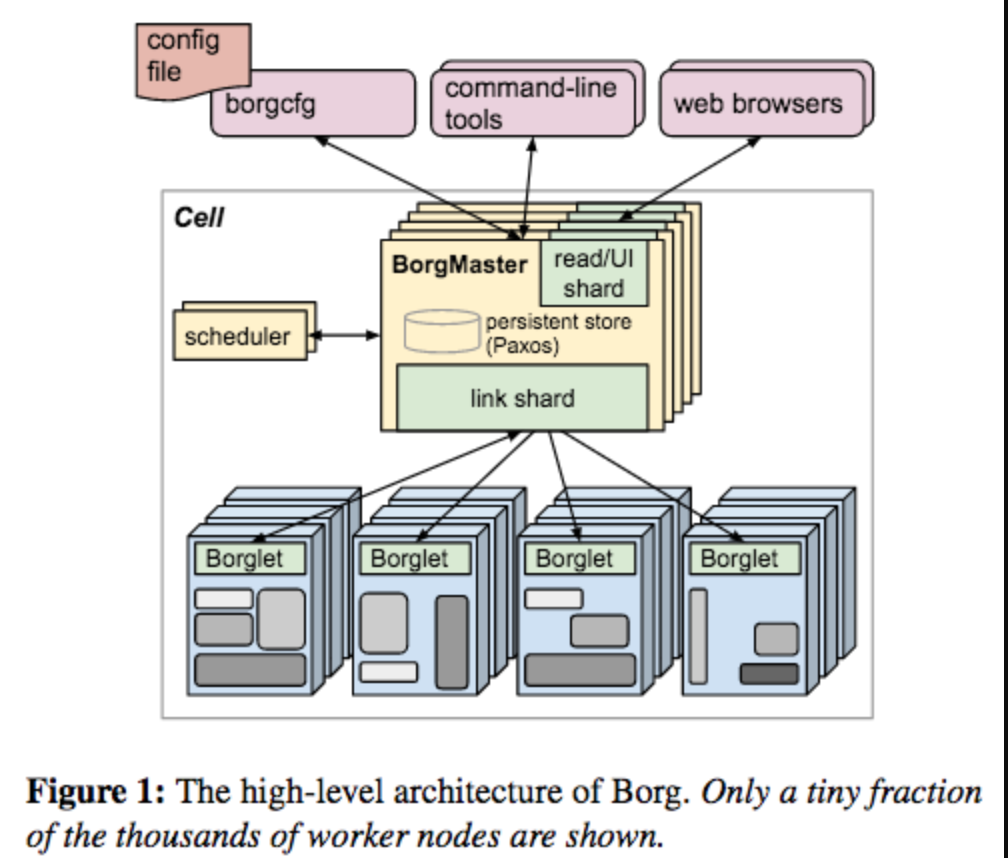 config
file
borgcfg
command-line
tools
web browsers
Cell
BorgMaster
read/UI
shard
scheduler
persistent store
(Paxos)
link shard
Borglet
Borglet
Borglet
Borglet
Figure 1: The high-level architecture of Borg. Only a tiny fraction
of the thousands of worker nodes are shown.